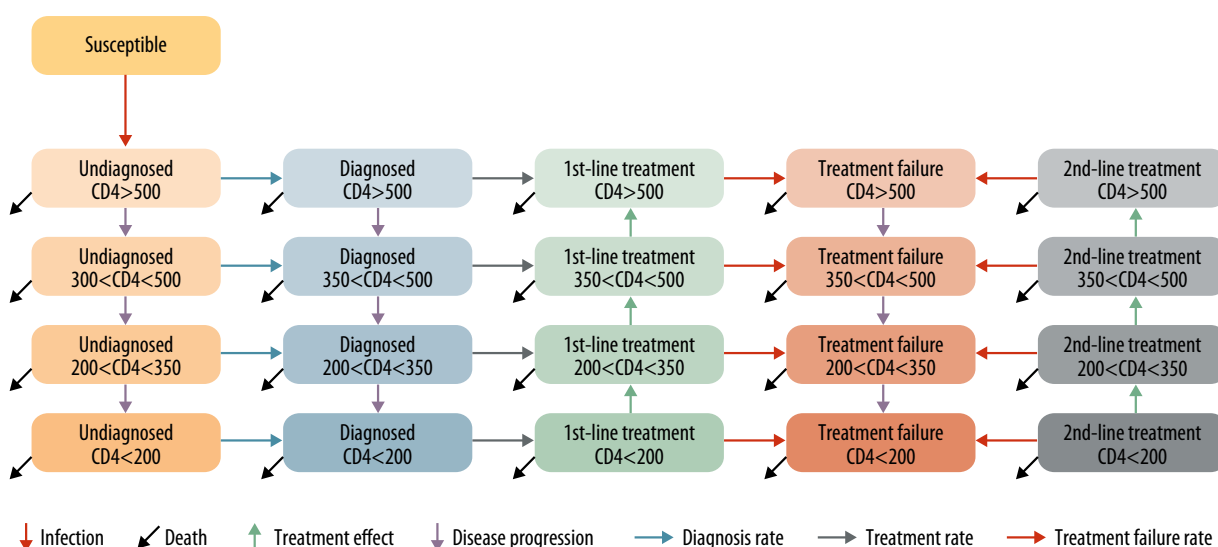 Susceptible
Undiagnosed
CD4>500
Diagnosed
CD4>500
1st-line treatment
CD4>500
Treatment failure
CD4>500
2nd-line treatment
CD4>500
Undiagnosed
300<CD4<500
Diagnosed
350<CD4<500
1st-line treatment
350<CD4<500
Treatment failure
350<CD4<500
2nd-line treatment
350<CD4<500
Undiagnosed
200<CD4<350
Diagnosed
200<CD4<350
1st-line treatment
200<CD4<350
Treatment failure
200<CD4<350
2nd-line treatment
200<CD4<350
Undiagnosed
CD4<200
Diagnosed
CD4<200
1st-line treatment
CD4<200
Treatment failure
CD4<200
2nd-line treatment
CD4<200
Infection
Death
Treatment effect
Disease progression
Diagnosis rate
Treatment rate
Treatment failure rate